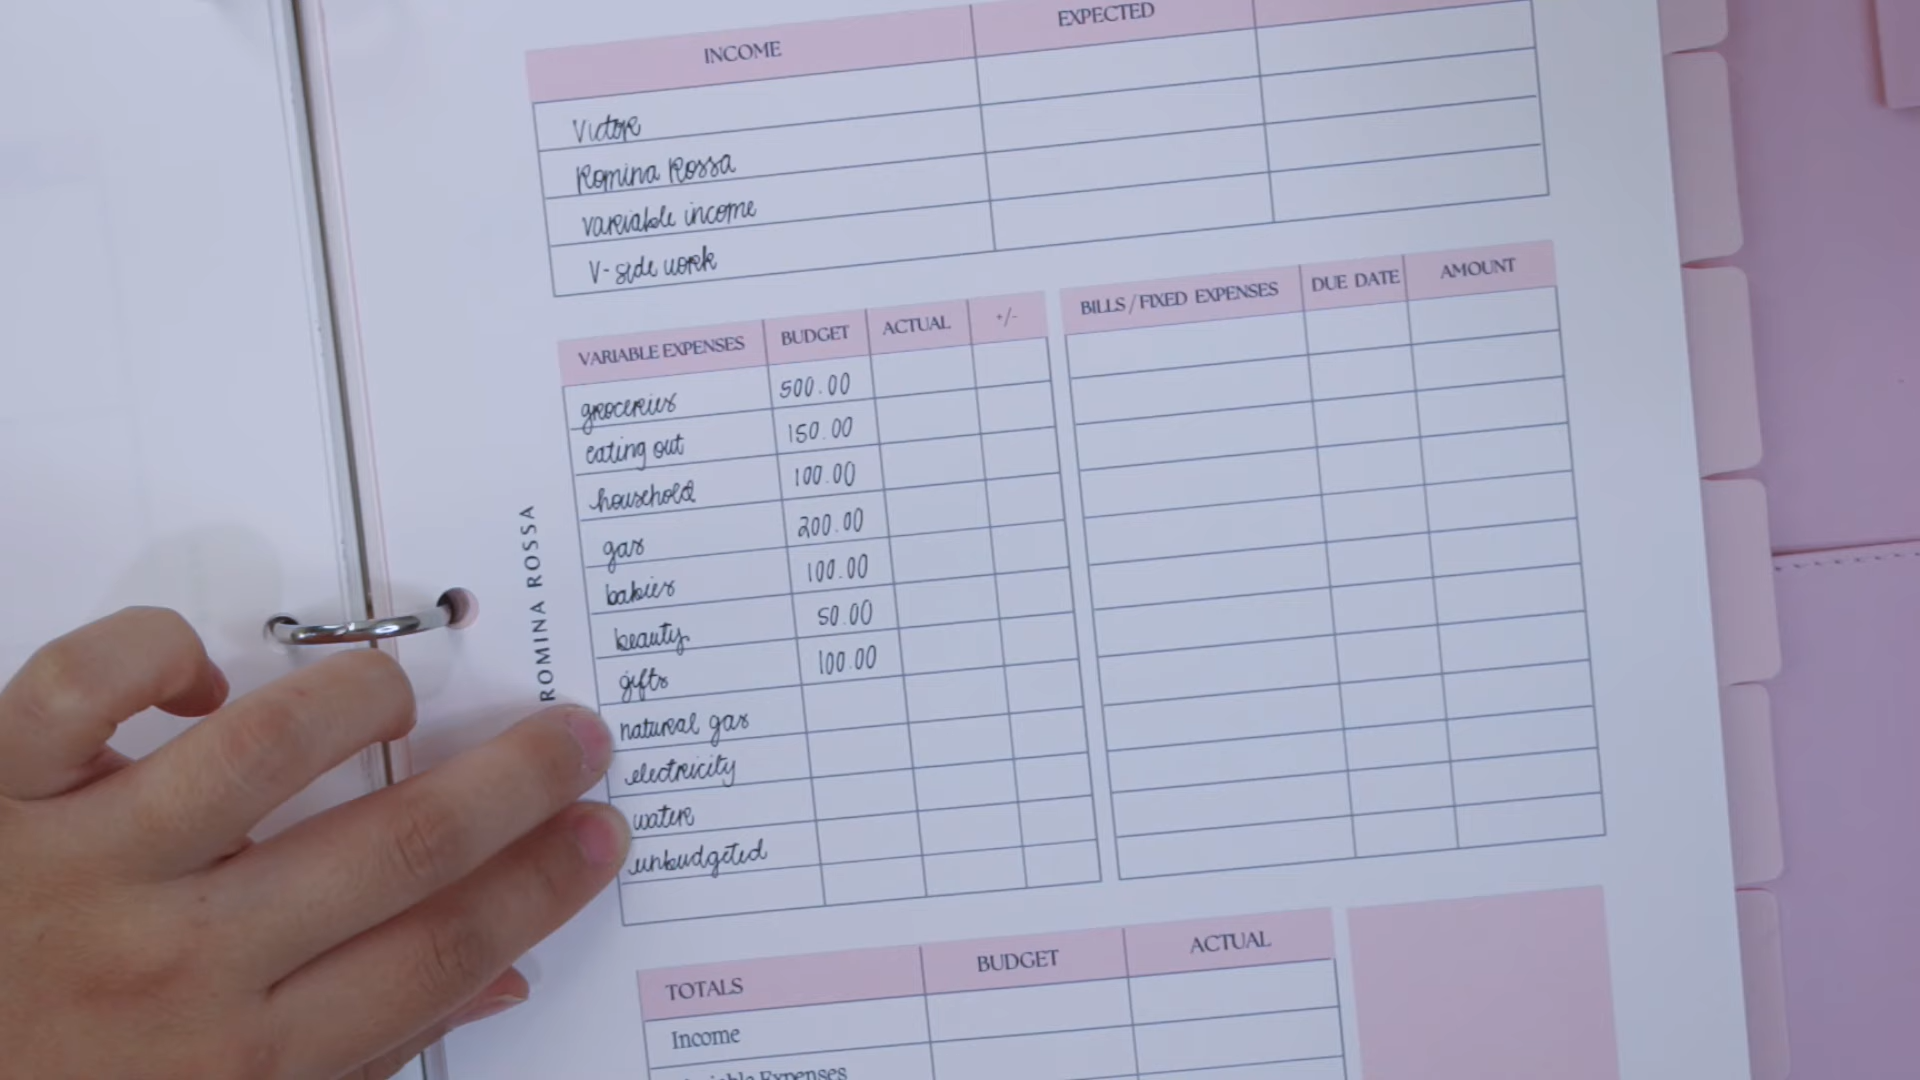 INCOME EXPECTED
Victor
Romina Rossa
variable income
V-side work
VARIABLE EXPENSES BUDGET ACTUAL +/-
groceries 500.00
eating out 150.00
household 100.00
gas 200.00
babies 100.00
beauty 50.00
gifts 100.00
natural gas
electricity
water
unbudgeted
BILLS / FIXED EXPENSES DUE DATE AMOUNT
ROMINA ROSSA
TOTALS BUDGET ACTUAL
Income
Expenses